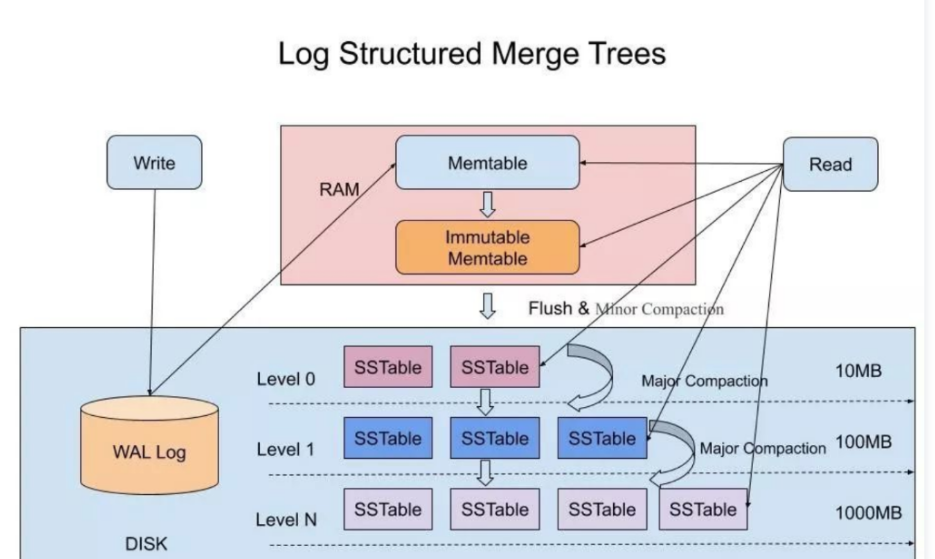 Log Structured Merge Trees
Write
Memtable
Read
RAM
Immutable
Memtable
Flush & Minor Compaction
Level 0
SSTable
SSTable
Major Compaction
10MB
Level 1
SSTable
SSTable
SSTable
Major Compaction
100MB
WAL Log
Level N
SSTable
SSTable
SSTable
SSTable
1000MB
DISK